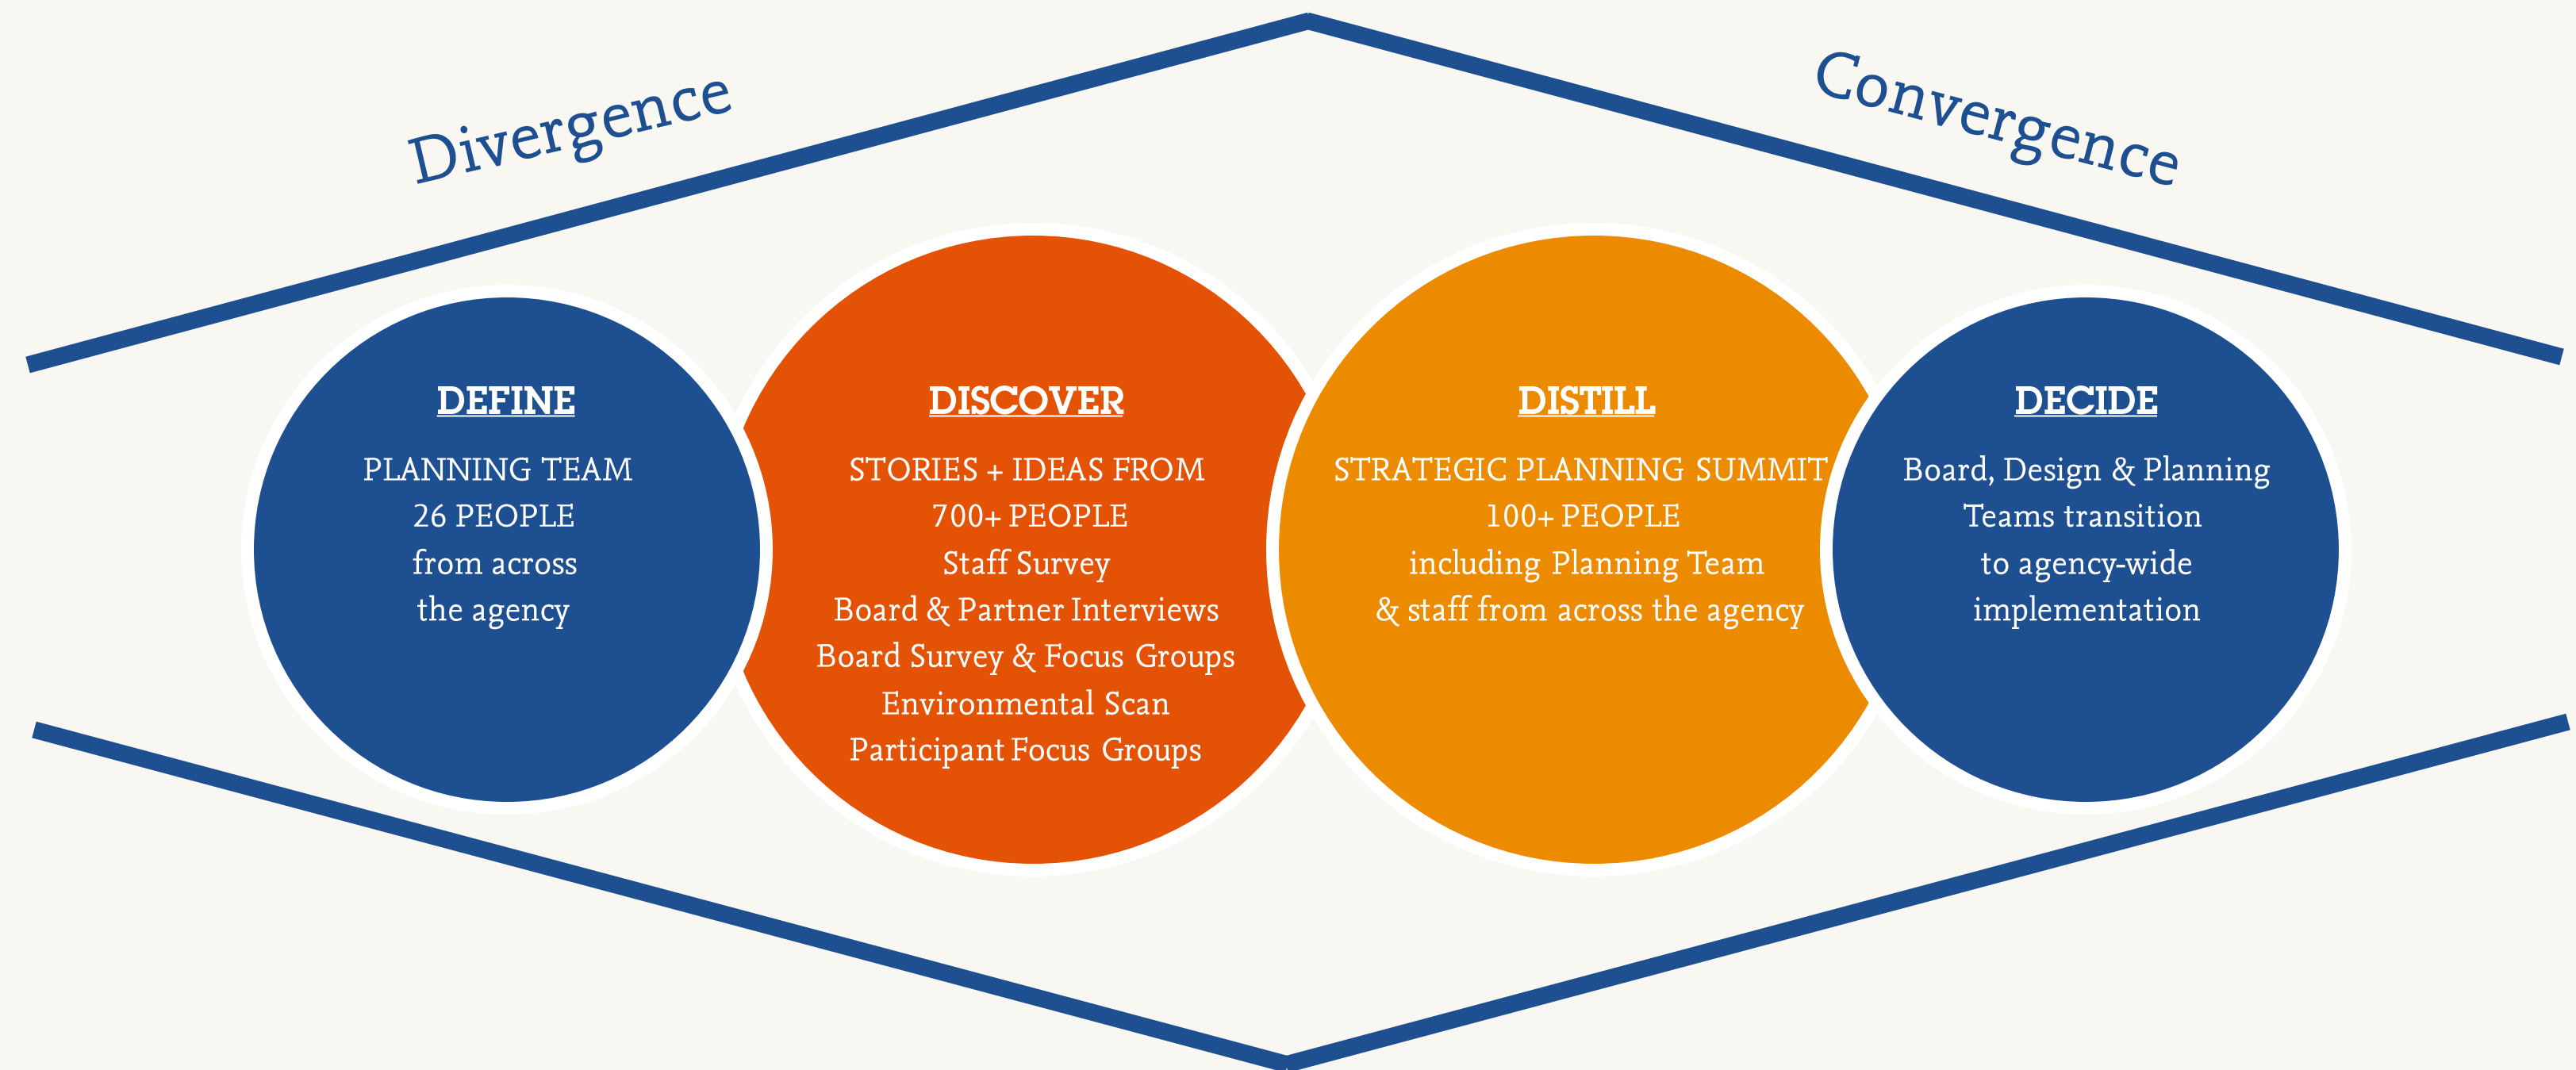 Divergence
Convergence
DEFINE
PLANNING TEAM
26 PEOPLE
from across
the agency
DISCOVER
STORIES + IDEAS FROM
700+ PEOPLE
Staff Survey
Board & Partner Interviews
Board Survey & Focus Groups
Environmental Scan
Participant Focus Groups
DISTILL
STRATEGIC PLANNING SUMMIT
100+ PEOPLE
including Planning Team
& staff from across the agency
DECIDE
Board, Design & Planning
Teams transition
to agency-wide
implementation